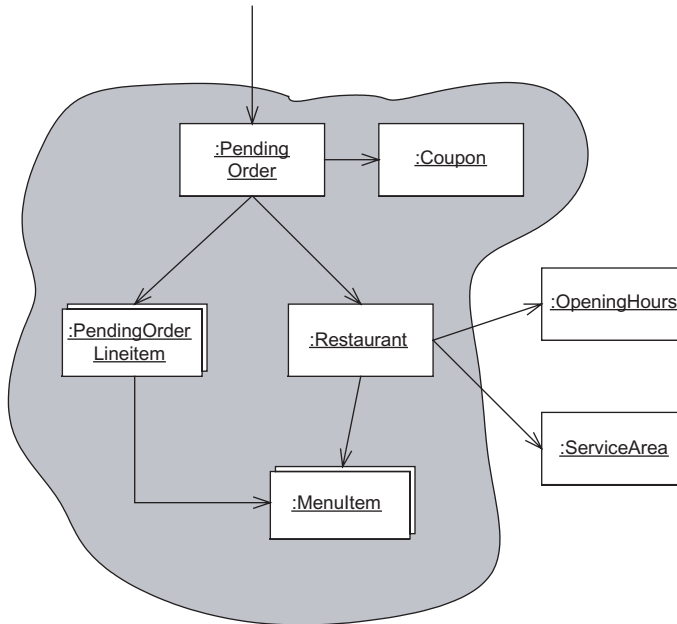 :Pending
Order
:Coupon
:OpeningHours
:PendingOrder
Lineitem
:Restaurant
:ServiceArea
:MenuItem